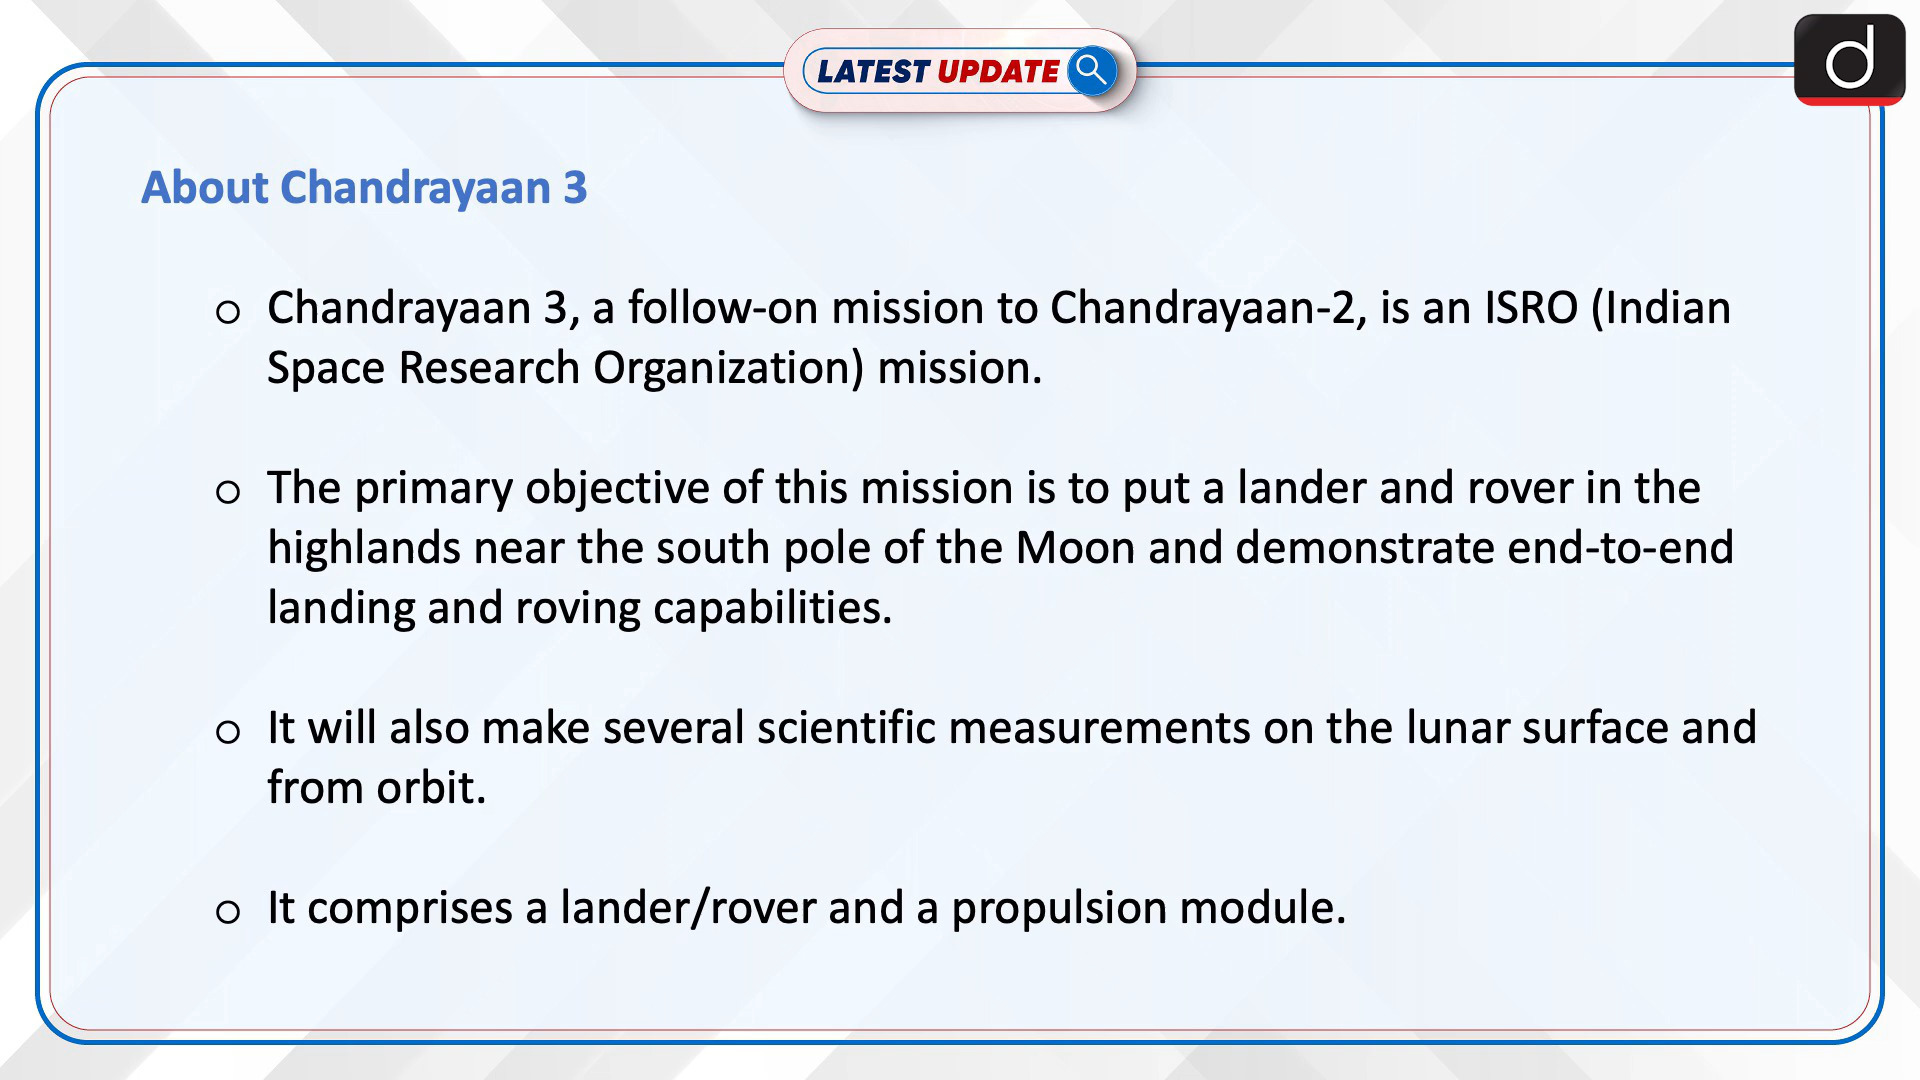 LATEST UPDATE
d
About Chandrayaan 3
○ Chandrayaan 3, a follow-on mission to Chandrayaan-2, is an ISRO (Indian
Space Research Organization) mission.
○ The primary objective of this mission is to put a lander and rover in the
highlands near the south pole of the Moon and demonstrate end-to-end
landing and roving capabilities.
○ It will also make several scientific measurements on the lunar surface and
from orbit.
○ It comprises a lander/rover and a propulsion module.